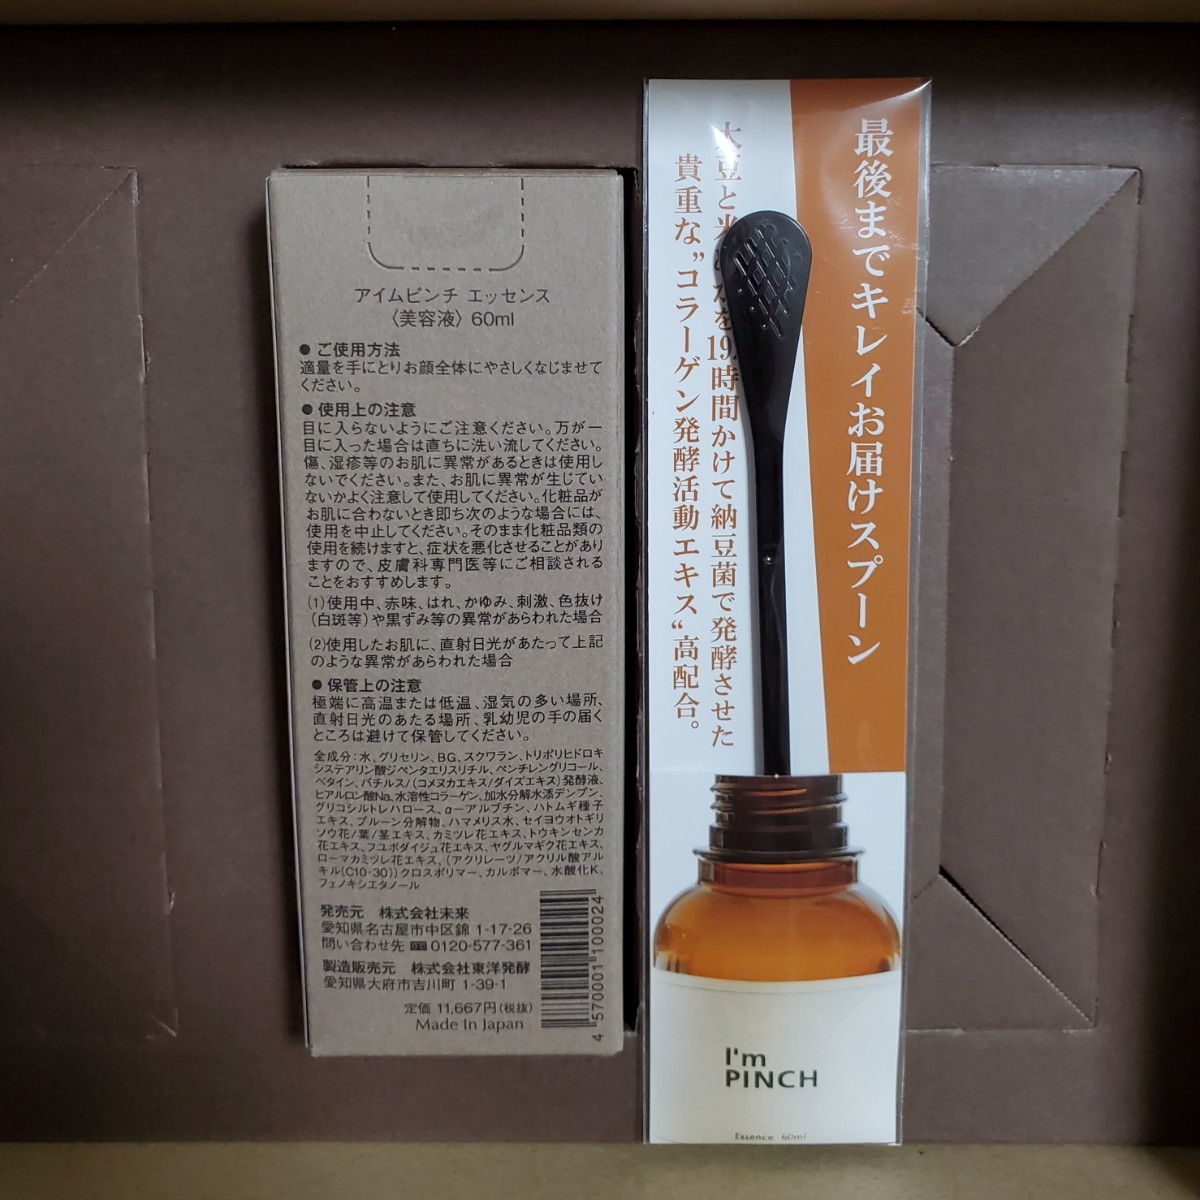 アイムピンチ エッセンス
〈美容液〉60ml
● ご使用方法
適量を手にとりお顔全体にやさしくなじませて
ください。
● 使用上の注意
目に入らないようにご注意ください。万が一
目に入った場合は直ちに洗い流してください。
傷、湿疹等のお肌に異常があるときは使用し
ないでください。また、お肌に異常が生じてい
ないかよく注意して使用してください。化粧品が
お肌に合わないとき即ち次のような場合には、
使用を中止してください。そのまま化粧品類の
使用を続けますと、症状を悪化させることがあり
ますので、皮膚科専門医等にご相談される
ことをおすすめします。
(1)使用中、赤味、はれ、かゆみ、刺激、色抜け
(白斑等)や黒ずみ等の異常があらわれた場合
(2)使用したお肌に、直射日光があたって上記
のような異常があらわれた場合
● 保管上の注意
極端に高温または低温、湿気の多い場所、
直射日光のあたる場所、乳幼児の手の届く
ところは避けて保管してください。
全成分：水、グリセリン、BG、スクワラン、トリポリヒドロキ
システアリン酸ジペンタエリスリチル、ペンチレングリコール、
ベタイン、バチルス/(コメヌカエキス/ダイズエキス)発酵液、
ヒアルロン酸Na、水溶性コラーゲン、加水分解水添デンプン、
グリコシルトレハロース、α-アルブチン、ハトムギ種子
エキス、プルーン分解物、ハマメリス水、セイヨウオトギリ
ソウ花/葉/茎エキス、カミツレ花エキス、トウキンセンカ
花エキス、フユボダイジュ花エキス、ヤグルマギク花エキス、
ローマカミツレ花エキス、(アクリレーツ/アクリル酸アル
キル(C10-30))クロスポリマー、カルボマー、水酸化K、
フェノキシエタノール
発売元 株式会社未来
愛知県名古屋市中区錦 1-17-26
問い合わせ先 0120-577-361
製造販売元 株式会社東洋発酵
愛知県大府市吉川町 1-39-1
定価 11,667円(税抜)
Made In Japan
4 570001 100024
最後までキレイお届けスプーン
大豆と米 を19 時間かけて納豆菌で発酵させた
貴重な"コラーゲン発酵活動エキス"高配合。
I'm
PINCH
Essence 60ml